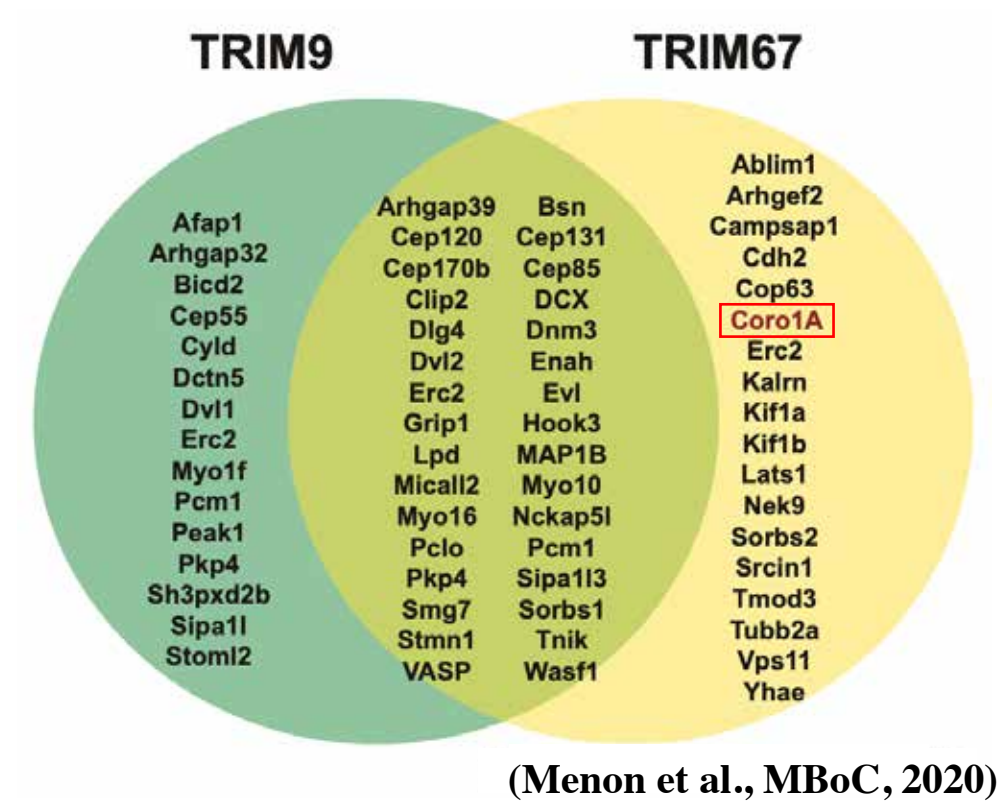 TRIM9
TRIM67
Afap1
Arhgap32
Bicd2
Cep55
Cyld
Dctn5
Dvl1
Erc2
Myo1f
Pcm1
Peak1
Pkp4
Sh3pxd2b
Sipa1l
Stoml2
Arhgap39 Bsn
Cep120 Cep131
Cep170b Cep85
Clip2 DCX
Dlg4 Dnm3
Dvl2 Enah
Erc2 Evl
Grip1 Hook3
Lpd MAP1B
Micall2 Myo10
Myo16 Nckap5l
Pclo Pcm1
Pkp4 Sipa1l3
Smg7 Sorbs1
Stmn1 Tnik
VASP Wasf1
Ablim1
Arhgef2
Campsap1
Cdh2
Cop63
Coro1A
Erc2
Kalrn
Kif1a
Kif1b
Lats1
Nek9
Sorbs2
Srcin1
Tmod3
Tubb2a
Vps11
Yhae
(Menon et al., MBoC, 2020)